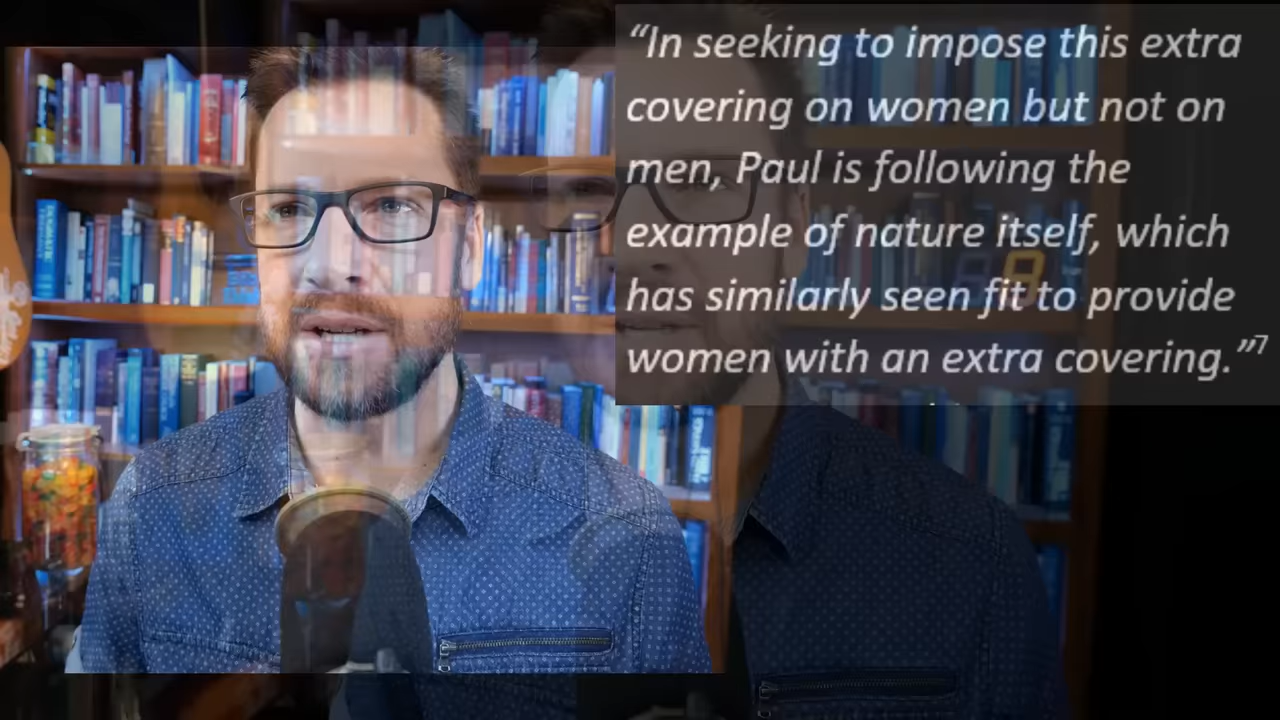 “In seeking to impose this extra
covering on women but not on
men, Paul is following the
example of nature itself, which
has similarly seen fit to provide
women with an extra covering.”7